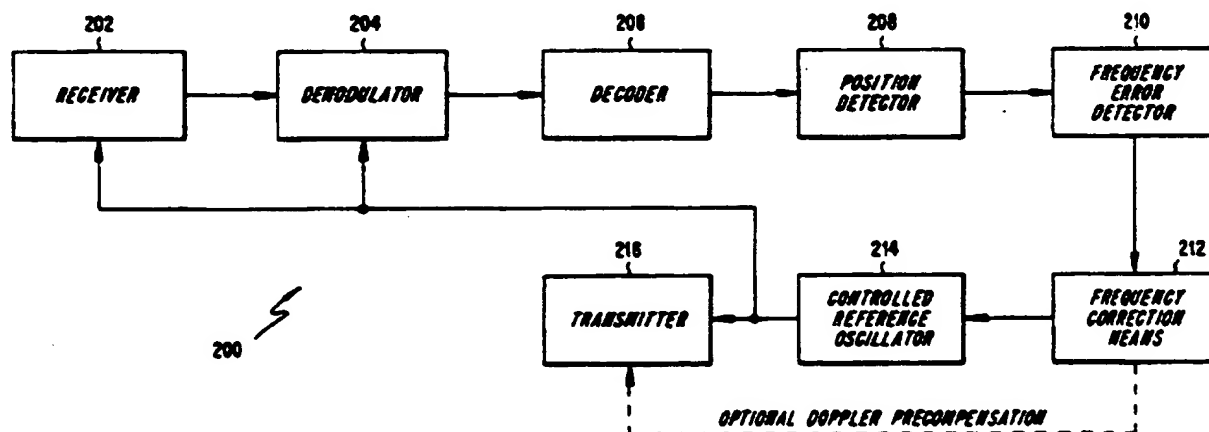 202
204
206
208
210
RECEIVER
DEMODULATOR
DECODER
POSITION
DETECTOR
FREQUENCY
ERROR
DETECTOR
216
214
212
TRANSMITTER
CONTROLLED
REFERENCE
OSCILLATOR
FREQUENCY
CORRECTION
MEANS
200
OPTIONAL DOPPLER PRECOMPENSATION